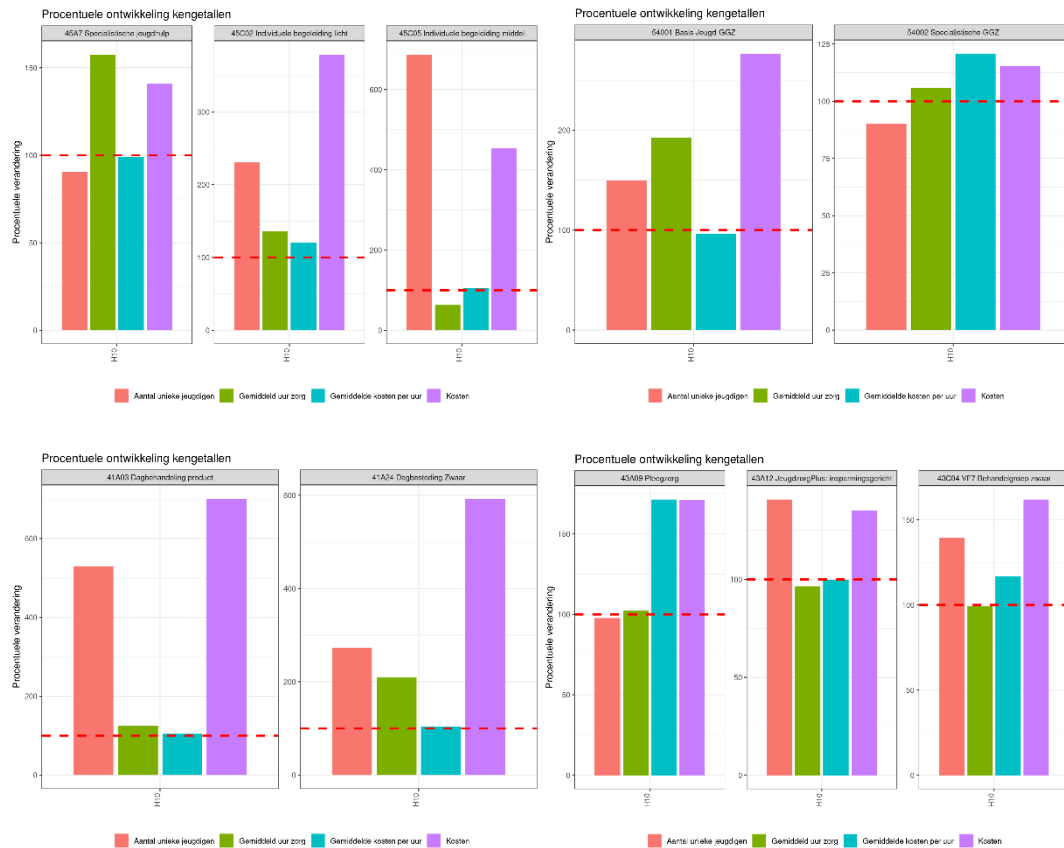 Procentuele ontwikkeling kengetallen
45A7 Specialistische jeugdhulp 45C02 Individuele begeleiding licht 45C05 Individuele begeleiding middel
Procentuele verandering
150
100
50
0
300
200
100
0
600
400
200
0
H10 H10 H10
Aantal unieke jeugdigen Gemiddeld uur zorg Gemiddelde kosten per uur Kosten
Procentuele ontwikkeling kengetallen
54001 Basis Jeugd GGZ 54002 Specialistische GGZ
Procentuele verandering
200
100
0
125
100
75
50
25
0
H10 H10
Aantal unieke jeugdigen Gemiddeld uur zorg Gemiddelde kosten per uur Kosten
Procentuele ontwikkeling kengetallen
41A03 Dagbehandeling product 41A24 Dagbesteding Zwaar
Procentuele verandering
600
400
200
0
600
400
200
0
H10 H10
Aantal unieke jeugdigen Gemiddeld uur zorg Gemiddelde kosten per uur Kosten
Procentuele ontwikkeling kengetallen
43A09 Pleegzorg 43A12 JeugdzorgPlus: inspanningsgericht 43C04 VF7 Behandelgroep zwaar
Procentuele verandering
150
100
50
0
100
50
0
150
100
50
0
H10 H10 H10
Aantal unieke jeugdigen Gemiddeld uur zorg Gemiddelde kosten per uur Kosten